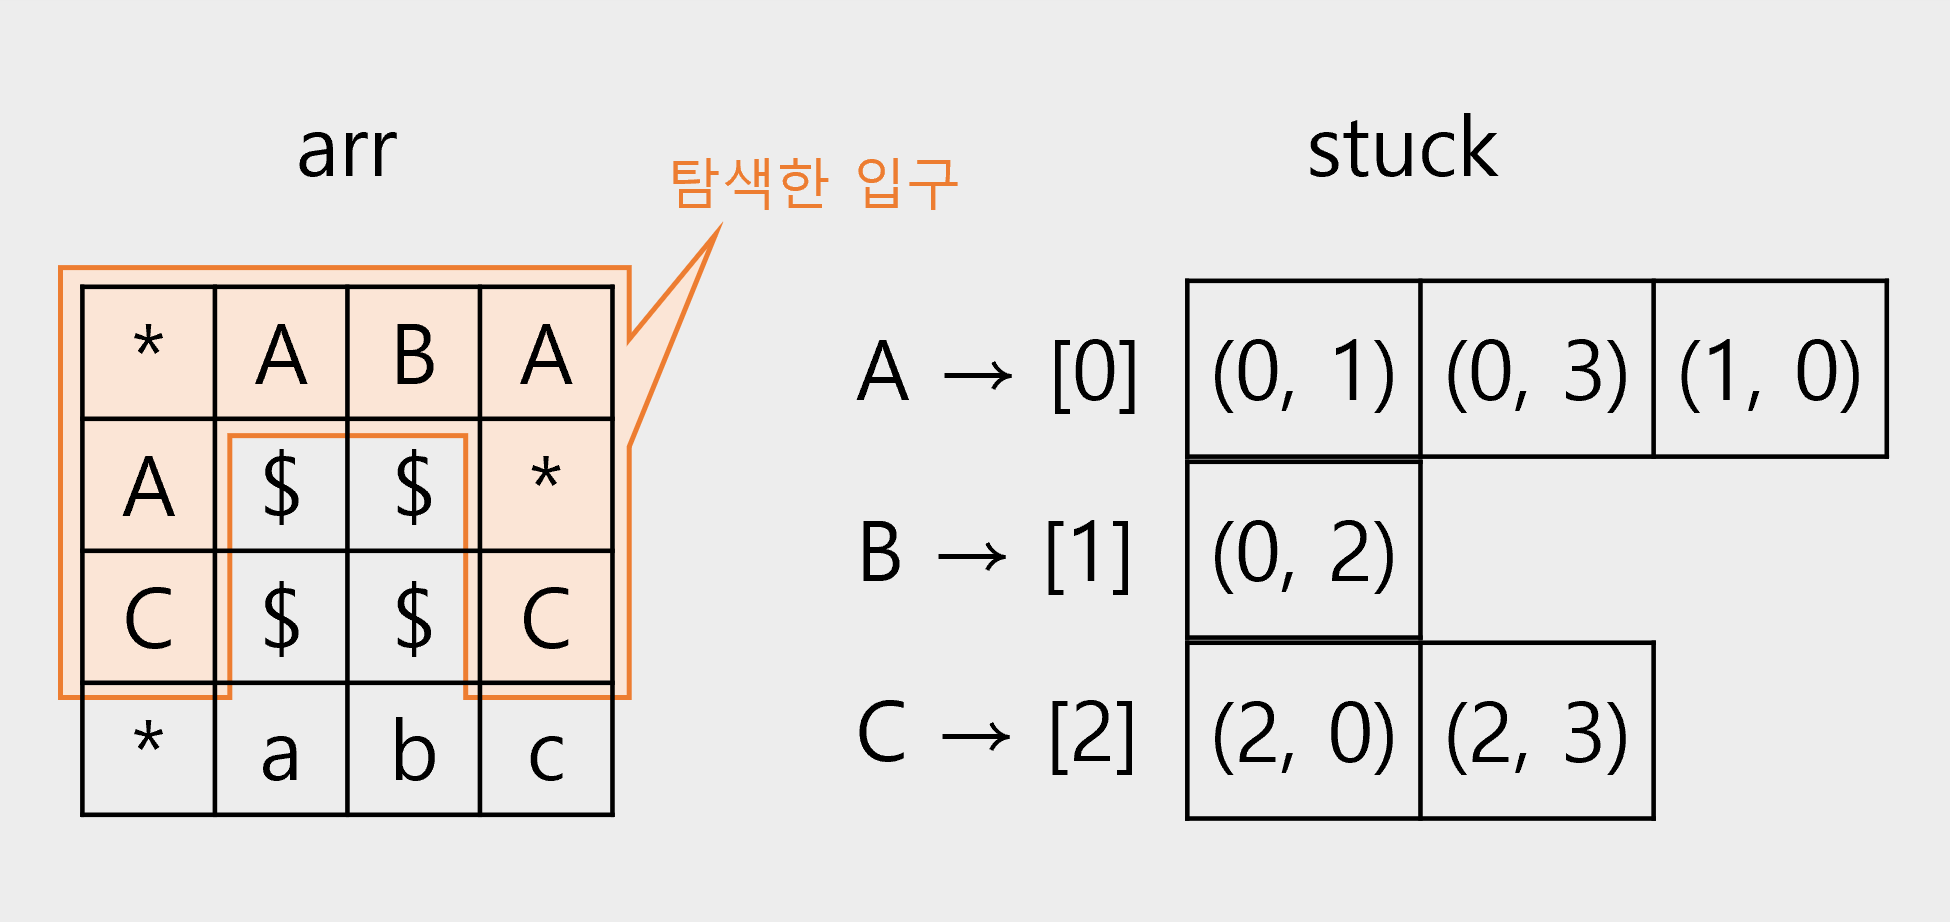 arr
탐색한 입구
* A B A
A $ $ *
C $ $ C
* a b c
stuck
A → [0] (0, 1) (0, 3) (1, 0)
B → [1] (0, 2)
C → [2] (2, 0) (2, 3)